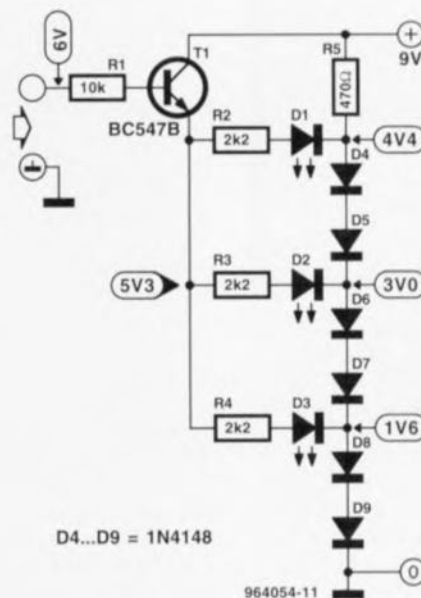 6V
T1
R5
+
9V
R1
10k
470Ω
BC547B
R2
D1
2k2
4V4
D4
D5
R3
D2
5V3
2k2
3V0
D6
D7
R4
D3
2k2
1V6
D8
D9
D4...D9 = 1N4148
0
964054-11